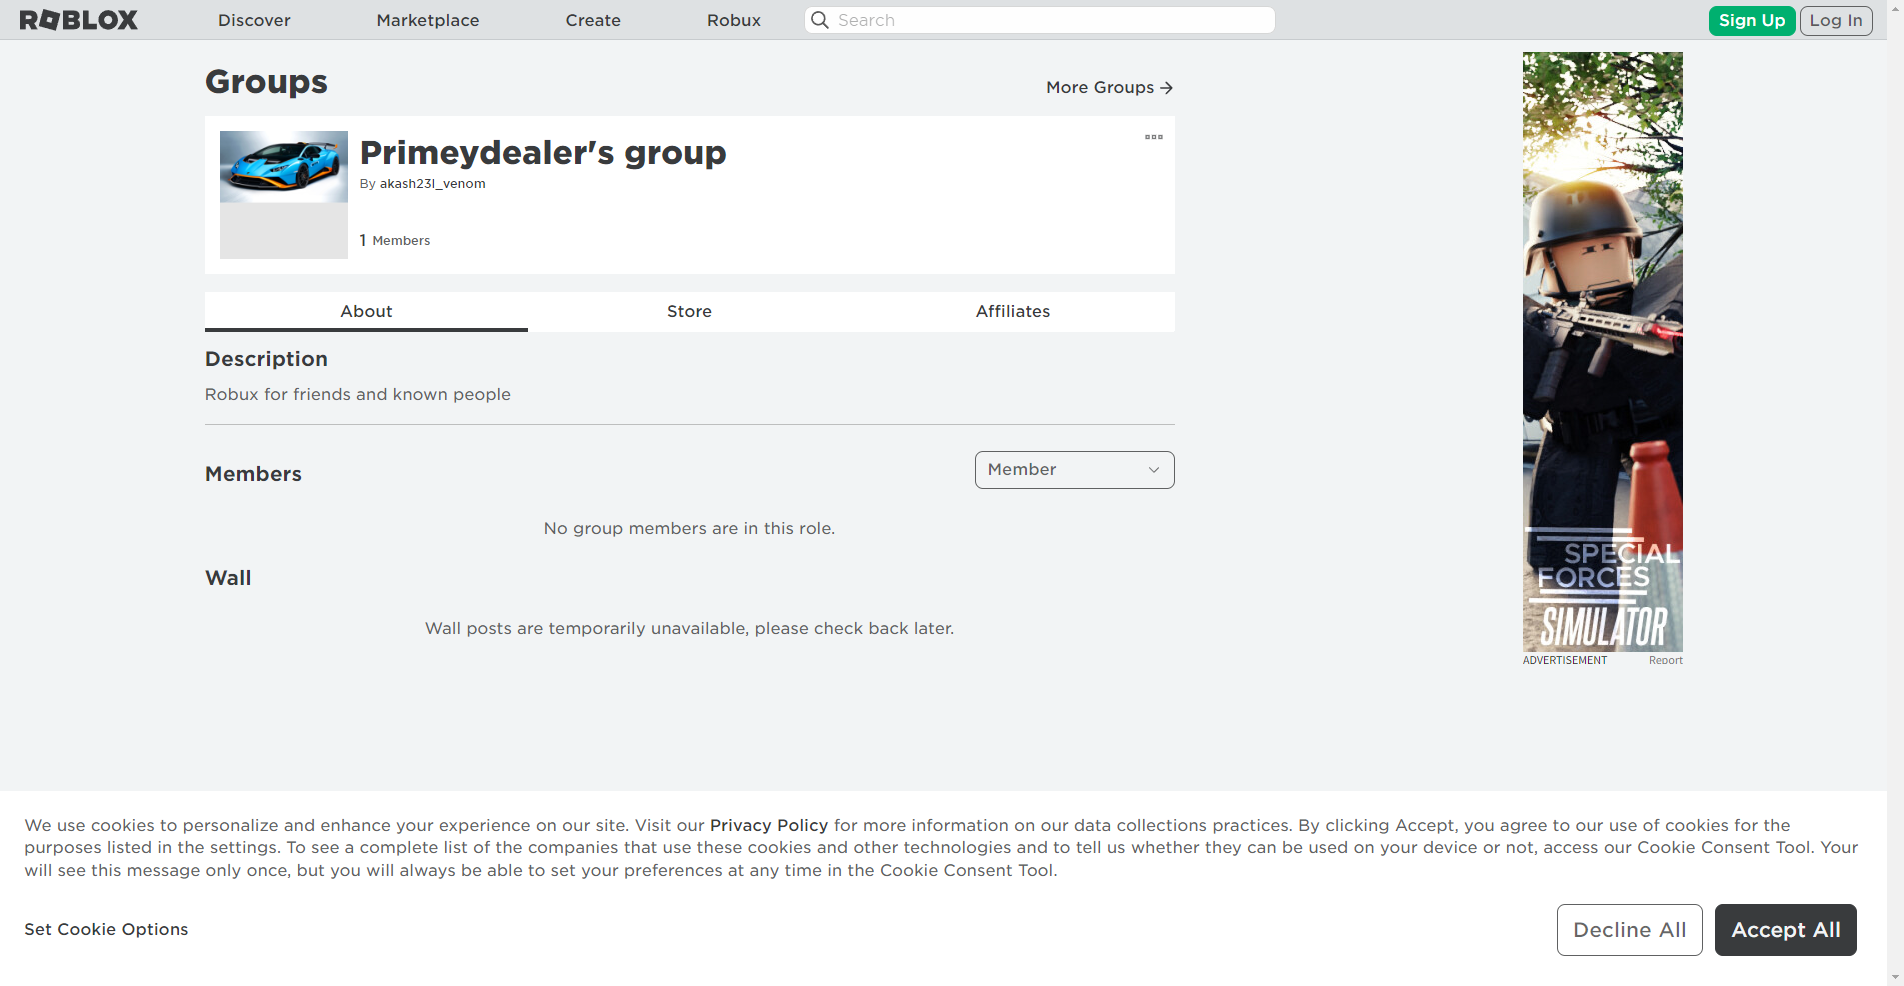 ROBLOX
Discover
Marketplace
Create
Robux
Search
Sign Up
Log In
Groups
More Groups
Primeydealer's group
By akash23l_venom
1 Members
About
Store
Affiliates
Description
Robux for friends and known people
Members
Member
No group members are in this role.
Wall
Wall posts are temporarily unavailable, please check back later.
SPECIAL
FORCES
SIMULATOR
ADVERTISEMENT
Report
We use cookies to personalize and enhance your experience on our site. Visit our Privacy Policy for more information on our data collections practices. By clicking Accept, you agree to our use of cookies for the
purposes listed in the settings. To see a complete list of the companies that use these cookies and other technologies and to tell us whether they can be used on your device or not, access our Cookie Consent Tool. Your
will see this message only once, but you will always be able to set your preferences at any time in the Cookie Consent Tool.
Set Cookie Options
Decline All
Accept All